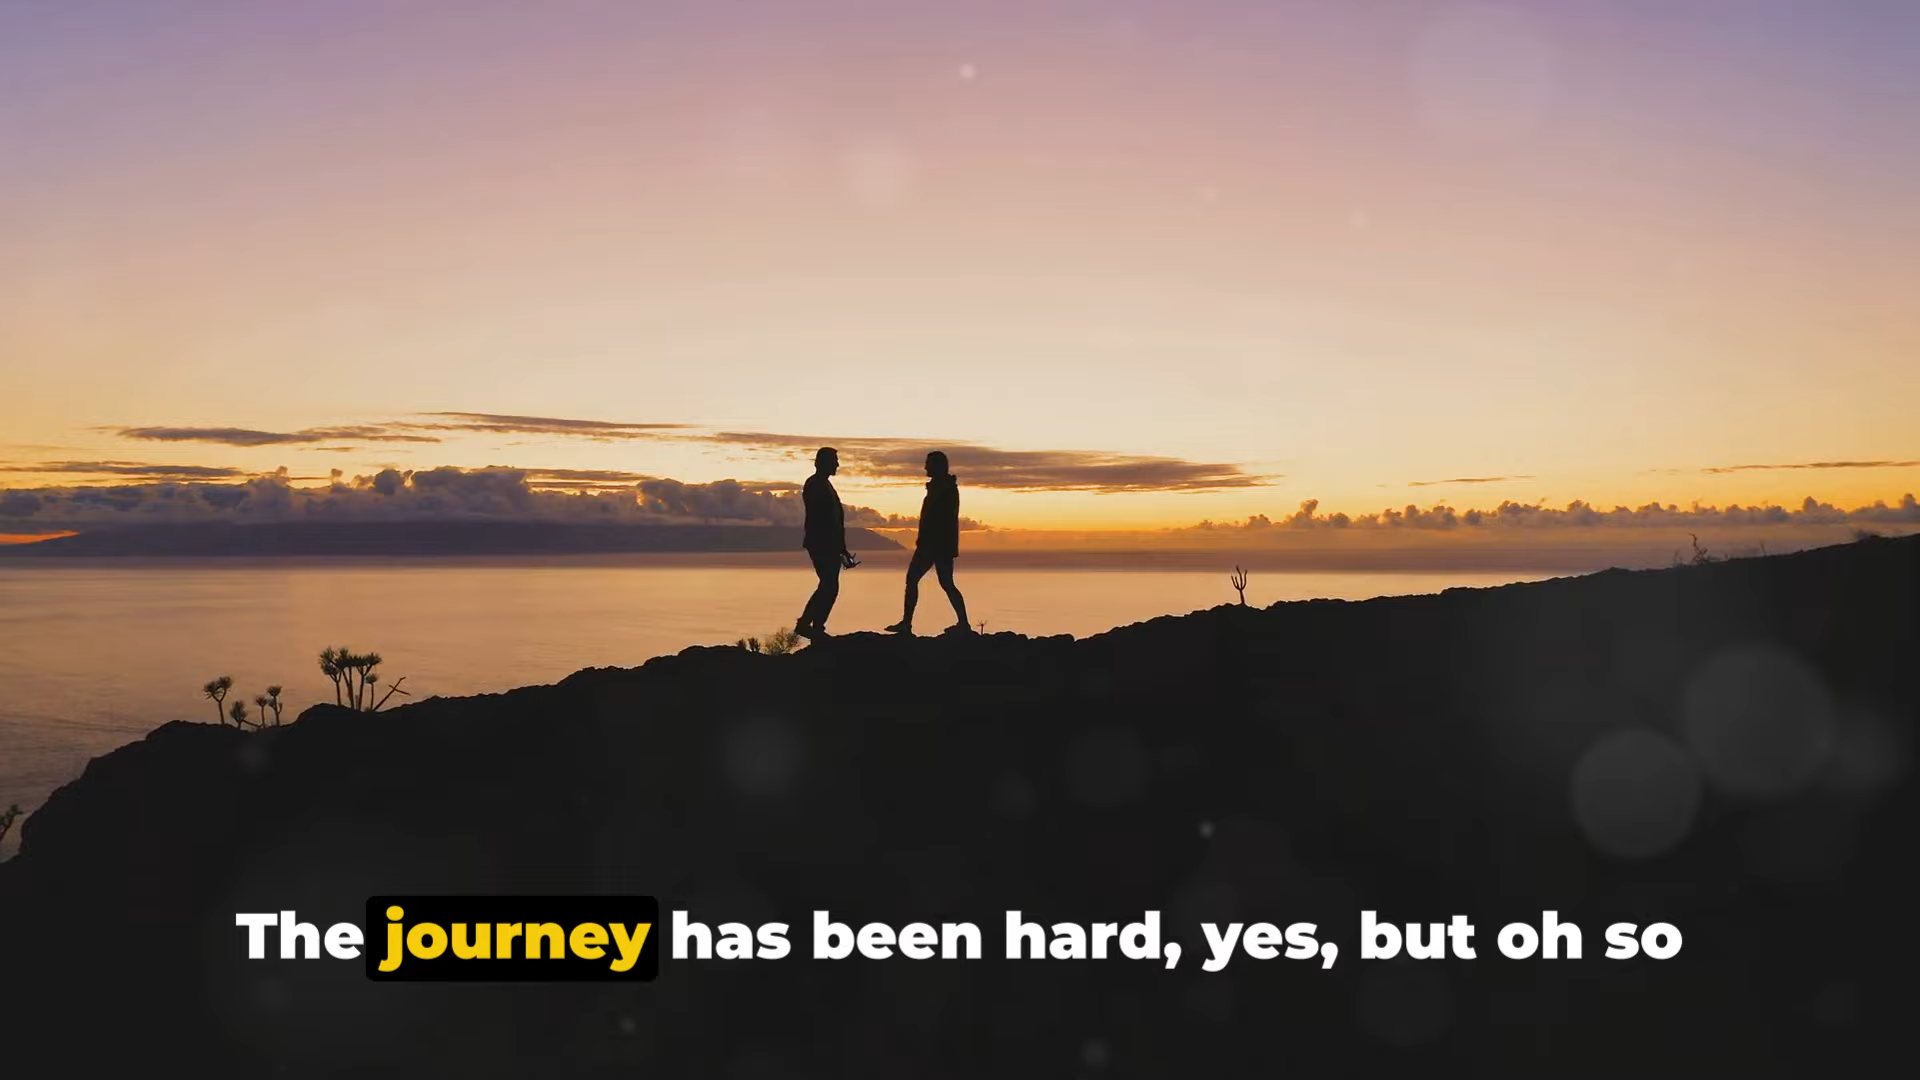 The journey has been hard, yes, but oh so